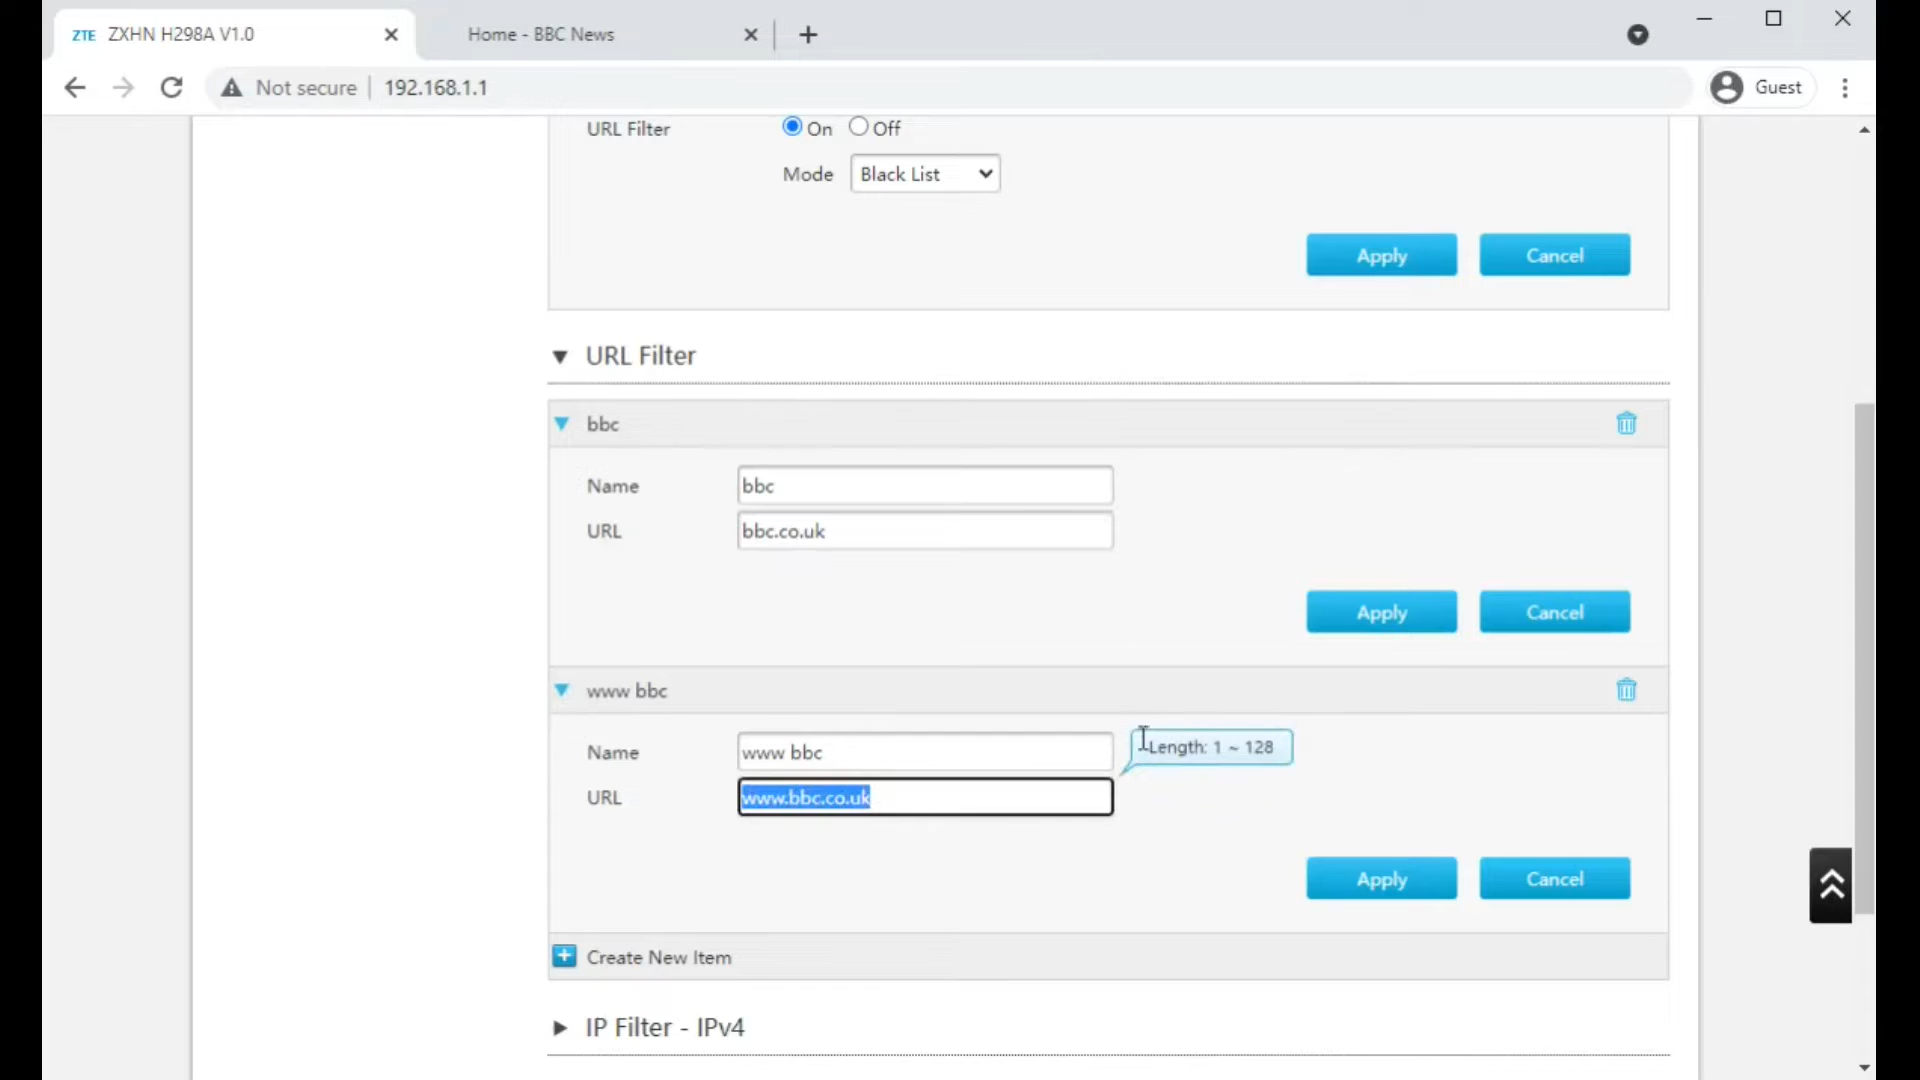 ZTE ZXHN H298A V1.0
Home - BBC News
Not secure 192.168.1.1
Guest
URL Filter On Off
Mode Black List
Apply Cancel
URL Filter
bbc
Name bbc
URL bbc.co.uk
Apply Cancel
www bbc
Name www bbc
Length: 1 ~ 128
URL www.bbc.co.uk
Apply Cancel
Create New Item
IP Filter - IPv4